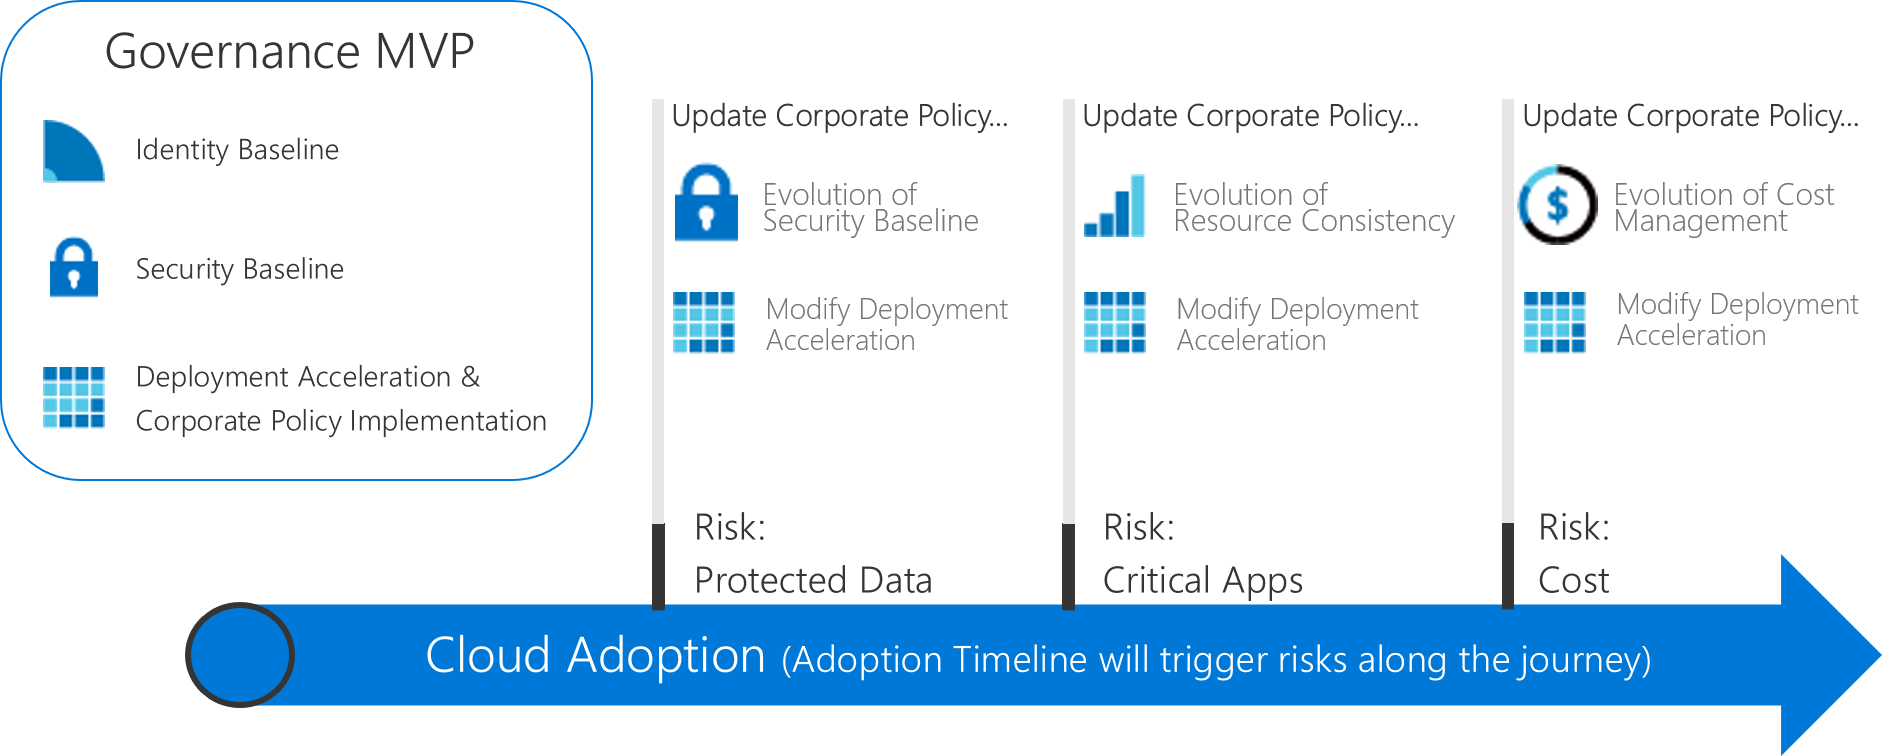 Governance MVP
Identity Baseline
Security Baseline
Deployment Acceleration &
Corporate Policy Implementation
Update Corporate Policy...
Evolution of
Security Baseline
Modify Deployment
Acceleration
Risk:
Protected Data
Update Corporate Policy...
Evolution of
Resource Consistency
Modify Deployment
Acceleration
Risk:
Critical Apps
Update Corporate Policy...
$
Evolution of Cost
Management
Modify Deployment
Acceleration
Risk:
Cost
Cloud Adoption (Adoption Timeline will trigger risks along the journey)